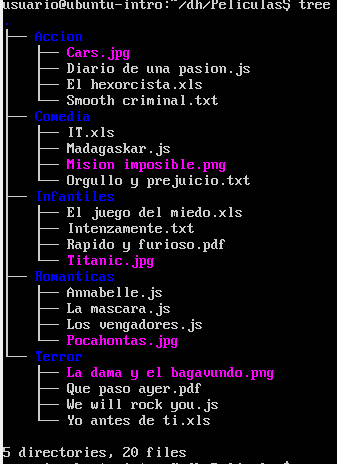 usuario@ubuntu-intro:~/dh/Peliculas$ tree
.
├── Accion
│   ├── Cars.jpg
│   ├── Diario de una pasion.js
│   ├── El hexorcista.xls
│   └── Smooth criminal.txt
├── Comedia
│   ├── IT.xls
│   ├── Madagaskar.js
│   ├── Mision imposible.png
│   └── Orgullo y prejuicio.txt
├── Infantiles
│   ├── El juego del miedo.xls
│   ├── Intenzamente.txt
│   ├── Rapido y furioso.pdf
│   └── Titanic.jpg
├── Romanticas
│   ├── Annabelle.js
│   ├── La mascara.js
│   ├── Los vengadores.js
│   └── Pocahontas.jpg
└── Terror
    ├── La dama y el bagavundo.png
    ├── Que paso ayer.pdf
    ├── We will rock you.js
    └── Yo antes de ti.xls

5 directories, 20 files